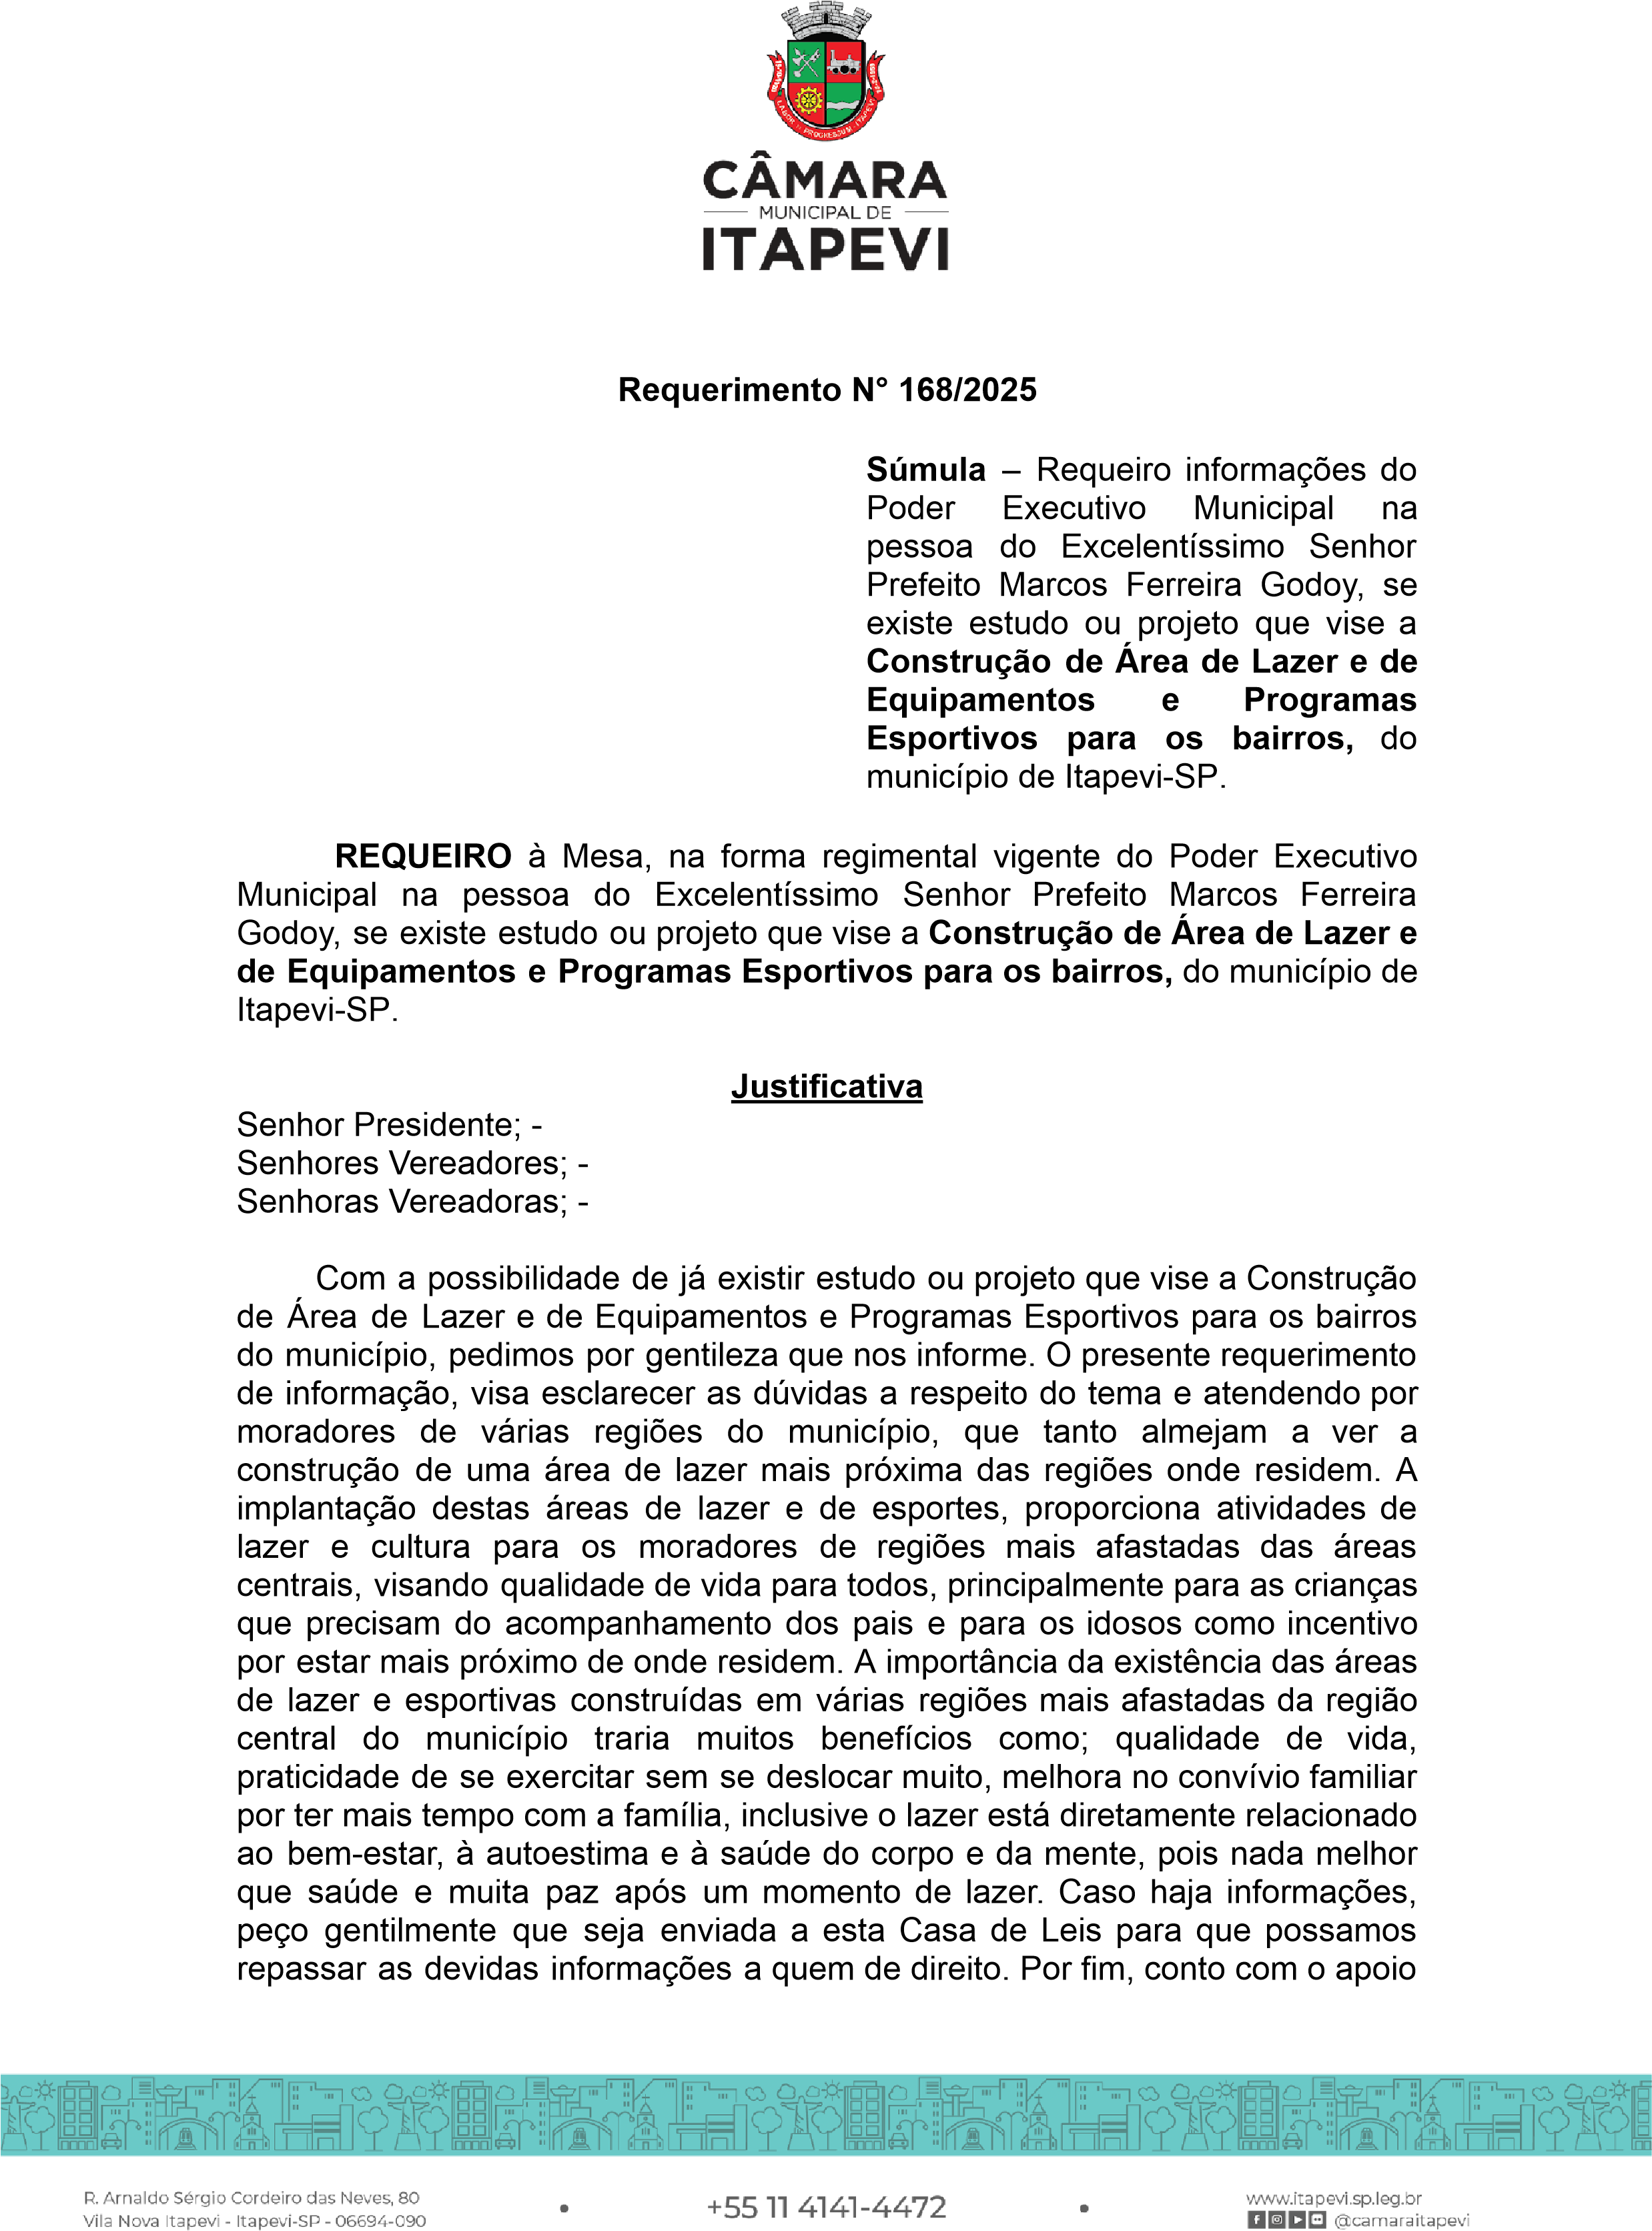 CÂMARA
MUNICIPAL DE
ITAPEVI
Requerimento N° 168/2025
Súmula – Requeiro informações do
Poder Executivo Municipal na
pessoa do Excelentíssimo Senhor
Prefeito Marcos Ferreira Godoy, se
existe estudo ou projeto que vise a
Construção de Área de Lazer e de
Equipamentos e Programas
Esportivos para os bairros, do
município de Itapevi-SP.
REQUEIRO à Mesa, na forma regimental vigente do Poder Executivo
Municipal na pessoa do Excelentíssimo Senhor Prefeito Marcos Ferreira
Godoy, se existe estudo ou projeto que vise a Construção de Área de Lazer e
de Equipamentos e Programas Esportivos para os bairros, do município de
Itapevi-SP.
Justificativa
Senhor Presidente; -
Senhores Vereadores; -
Senhoras Vereadoras; -
Com a possibilidade de já existir estudo ou projeto que vise a Construção
de Área de Lazer e de Equipamentos e Programas Esportivos para os bairros
do município, pedimos por gentileza que nos informe. O presente requerimento
de informação, visa esclarecer as dúvidas a respeito do tema e atendendo por
moradores de várias regiões do município, que tanto almejam a ver a
construção de uma área de lazer mais próxima das regiões onde residem. A
implantação destas áreas de lazer e de esportes, proporciona atividades de
lazer e cultura para os moradores de regiões mais afastadas das áreas
centrais, visando qualidade de vida para todos, principalmente para as crianças
que precisam do acompanhamento dos pais e para os idosos como incentivo
por estar mais próximo de onde residem. A importância da existência das áreas
de lazer e esportivas construídas em várias regiões mais afastadas da região
central do município traria muitos benefícios como; qualidade de vida,
praticidade de se exercitar sem se deslocar muito, melhora no convívio familiar
por ter mais tempo com a família, inclusive o lazer está diretamente relacionado
ao bem-estar, à autoestima e à saúde do corpo e da mente, pois nada melhor
que saúde e muita paz após um momento de lazer. Caso haja informações,
peço gentilmente que seja enviada a esta Casa de Leis para que possamos
repassar as devidas informações a quem de direito. Por fim, conto com o apoio
R. Arnaldo Sérgio Cordeiro das Neves, 80
Vila Nova Itapevi - Itapevi-SP - 06694-090
+55 11 4141-4472
www.itapevi.sp.leg.br
@camaraitapevi